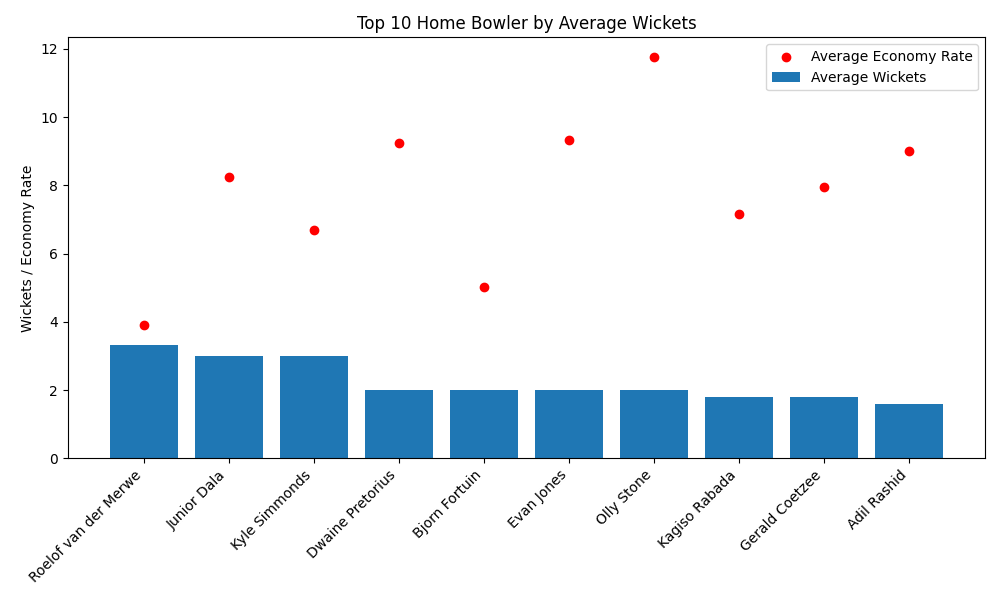 Top 10 Home Bowler by Average Wickets
Average Economy Rate
Average Wickets
Wickets / Economy Rate
12
10
8
6
4
2
0
Roelof van der Merwe
Junior Dala
Kyle Simmonds
Dwaine Pretorius
Bjorn Fortuin
Evan Jones
Olly Stone
Kagiso Rabada
Gerald Coetzee
Adil Rashid